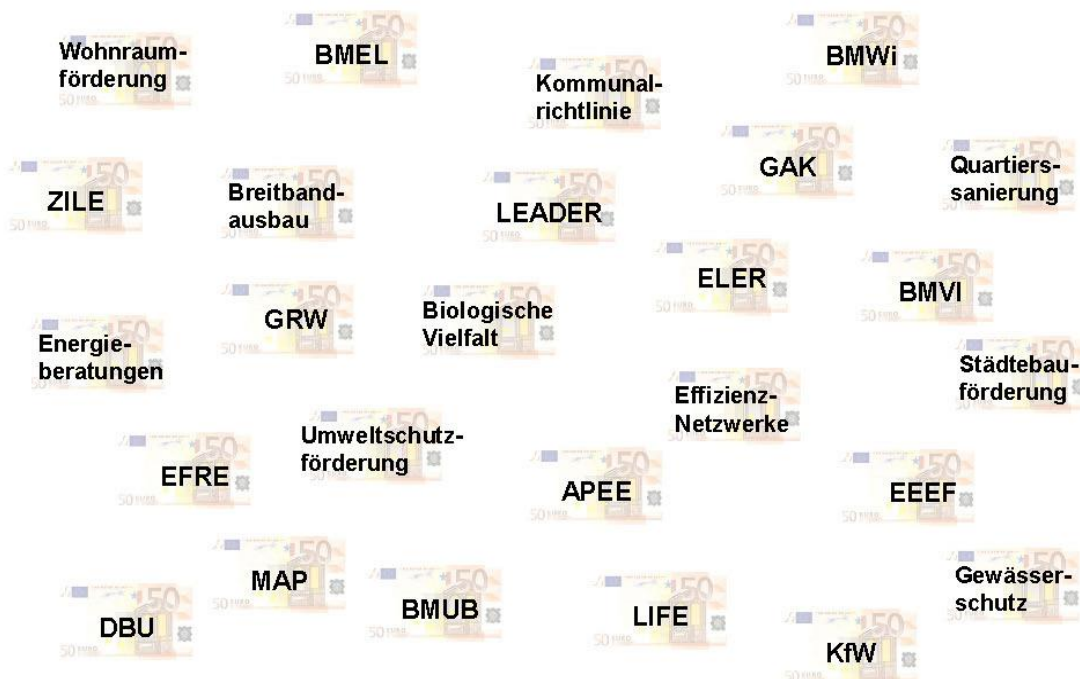 Wohnraum-
förderung
BMEL
Kommunal-
richtlinie
BMWi
ZILE
Breitband-
ausbau
LEADER
GAK
Quartiers-
sanierung
ELER
BMVI
GRW
Biologische
Vielfalt
Energie-
beratungen
Städtebau-
förderung
Effizienz-
Netzwerke
Umweltschutz-
förderung
EFRE
APEE
EEEF
MAP
BMUB
LIFE
Gewässer-
schutz
DBU
KfW